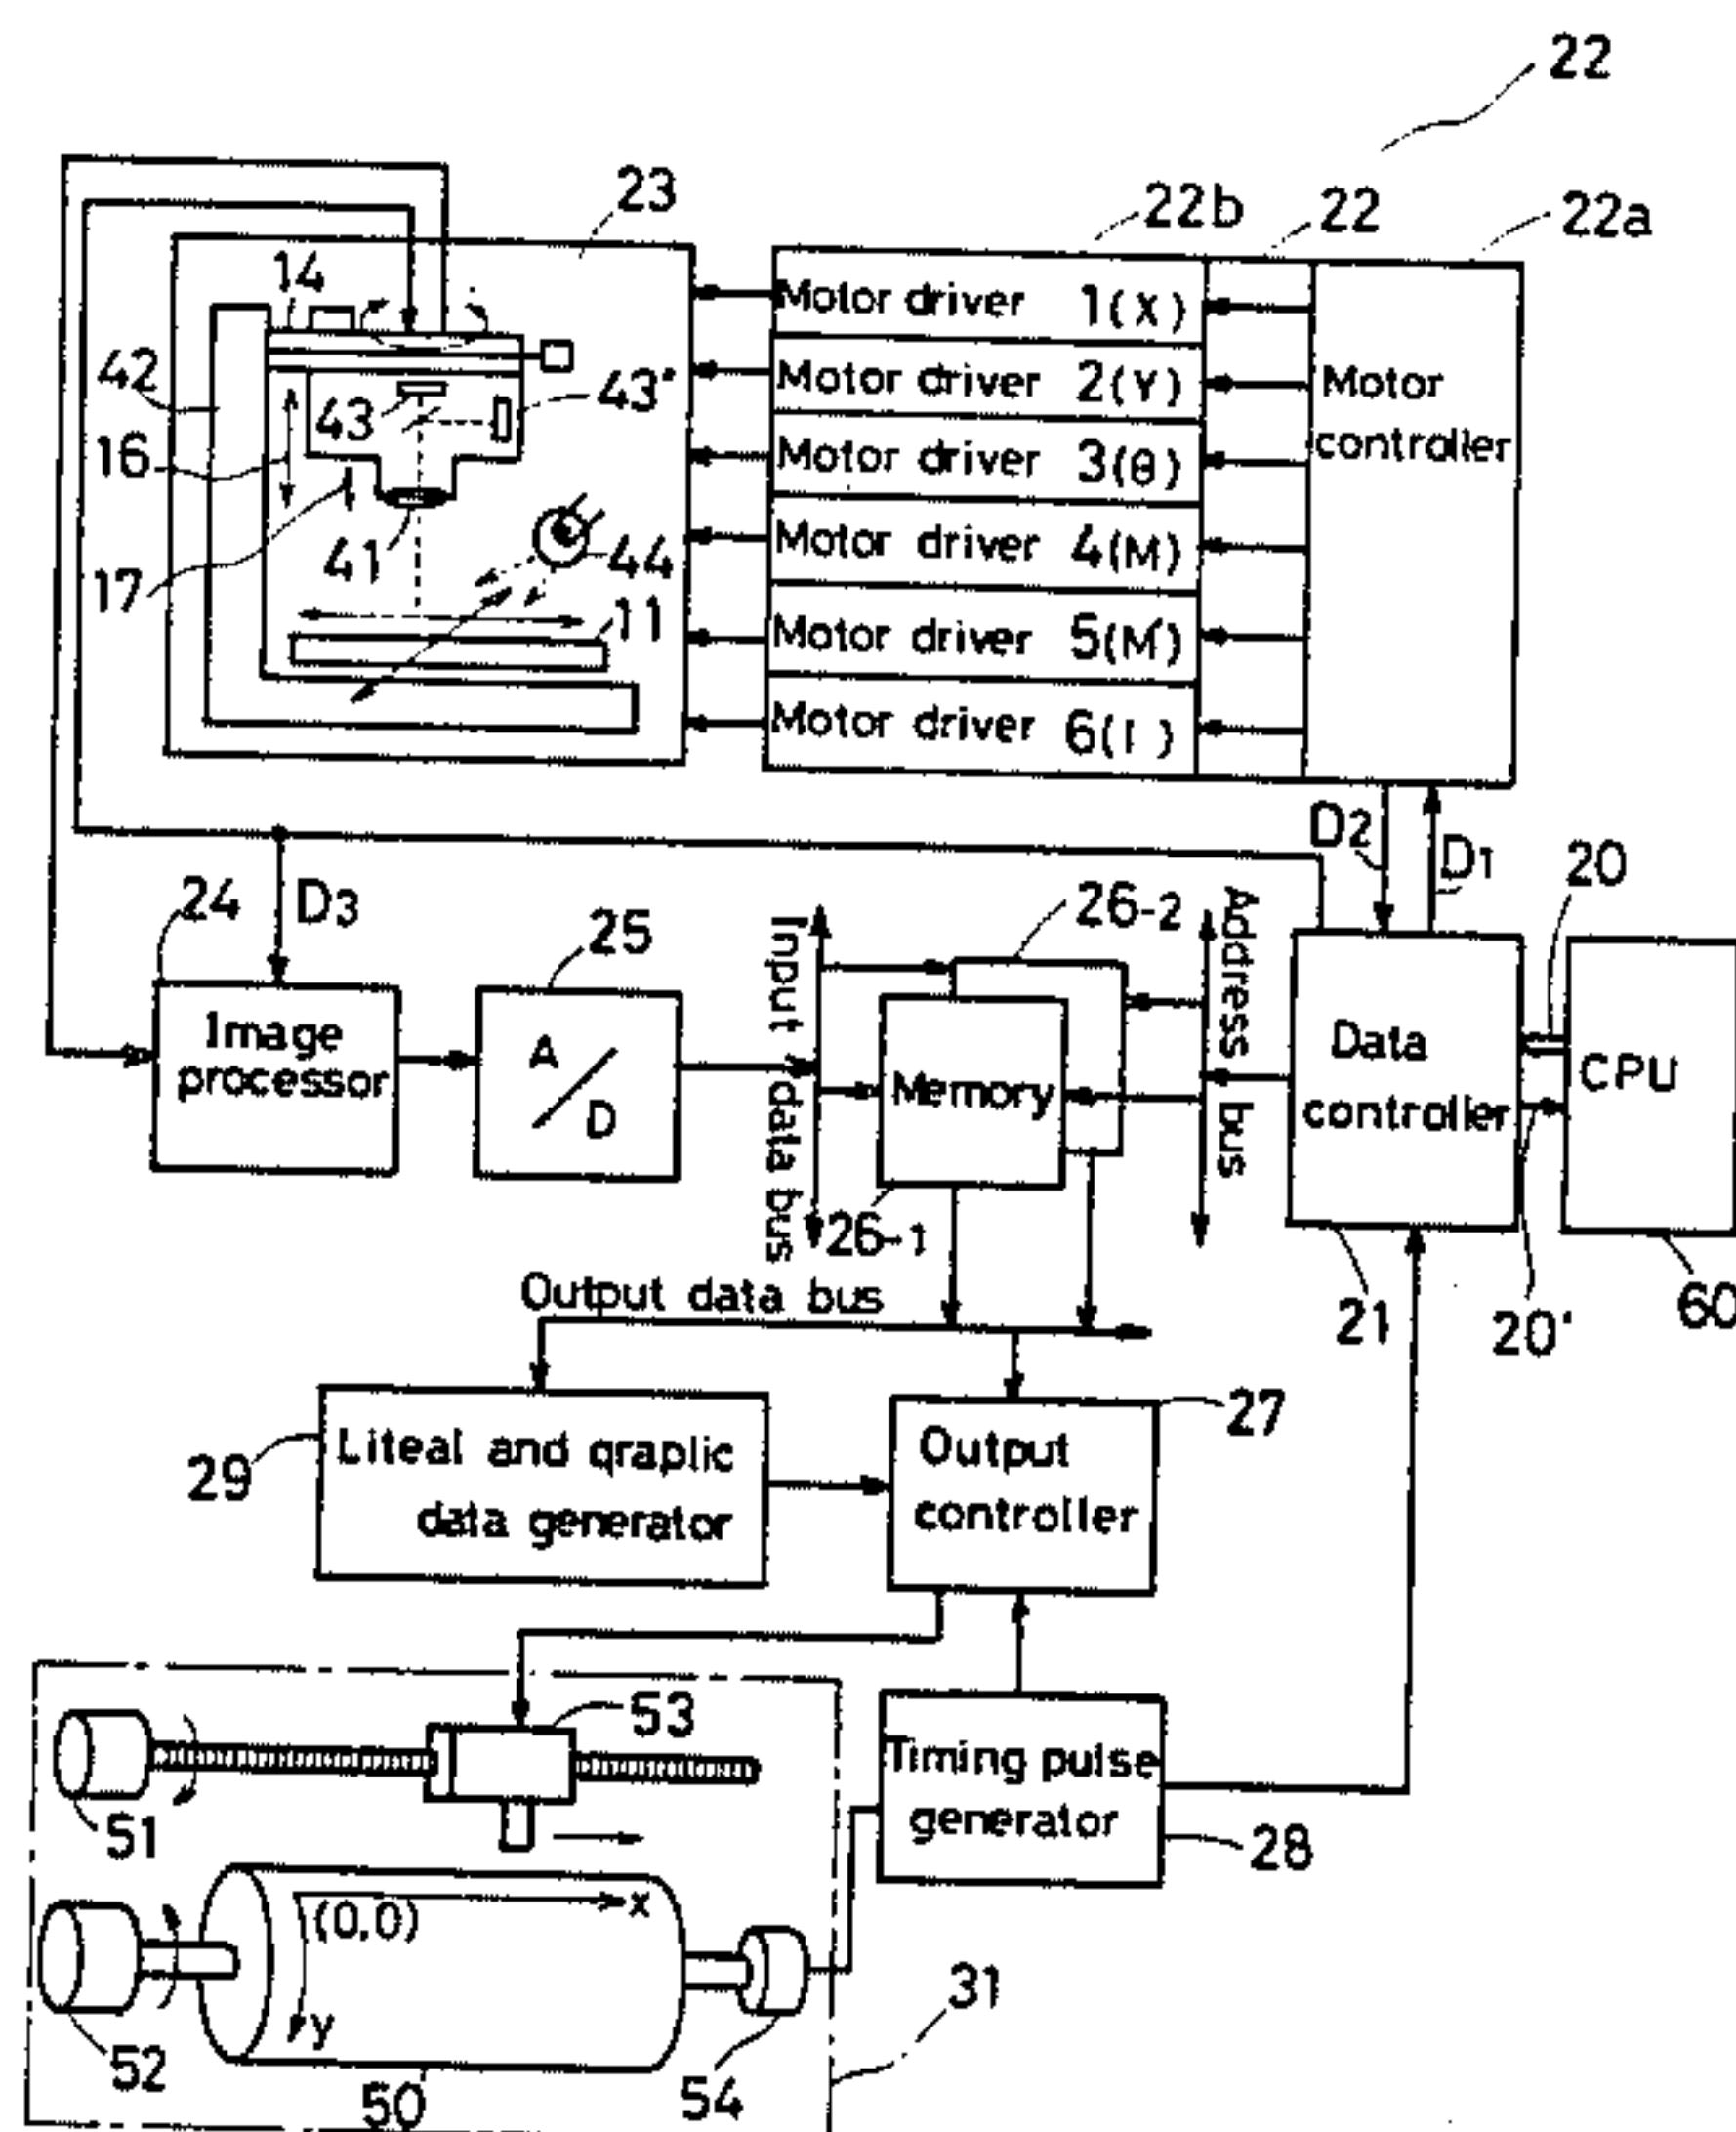 22
23
22b
22
22a
14
42
43
43'
16
17
41
44
11
Motor driver 1(X)
Motor driver 2(Y)
Motor driver 3(θ)
Motor driver 4(M)
Motor driver 5(M')
Motor driver 6(I)
Motor
controller
D2
D1
20
24
D3
25
26-2
Image
processor
A/D
Input data bus
Memory
26-1
Address bus
Data
controller
CPU
21
20'
60
Output data bus
29
Liteal and qraplic
data generator
Output
controller
27
53
51
Timing pulse
generator
28
(0,0)
x
y
52
50
54
31